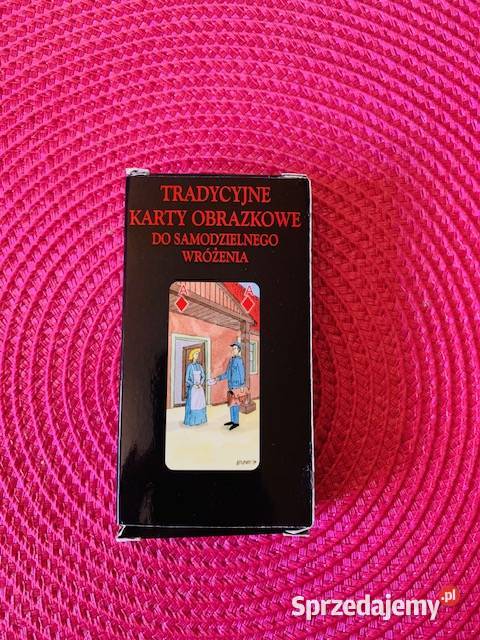 TRADYCYJNE
KARTY OBRAZKOWE
DO SAMODZIELNEGO
WRÓŻENIA
A A
Sprzedajemy.pl